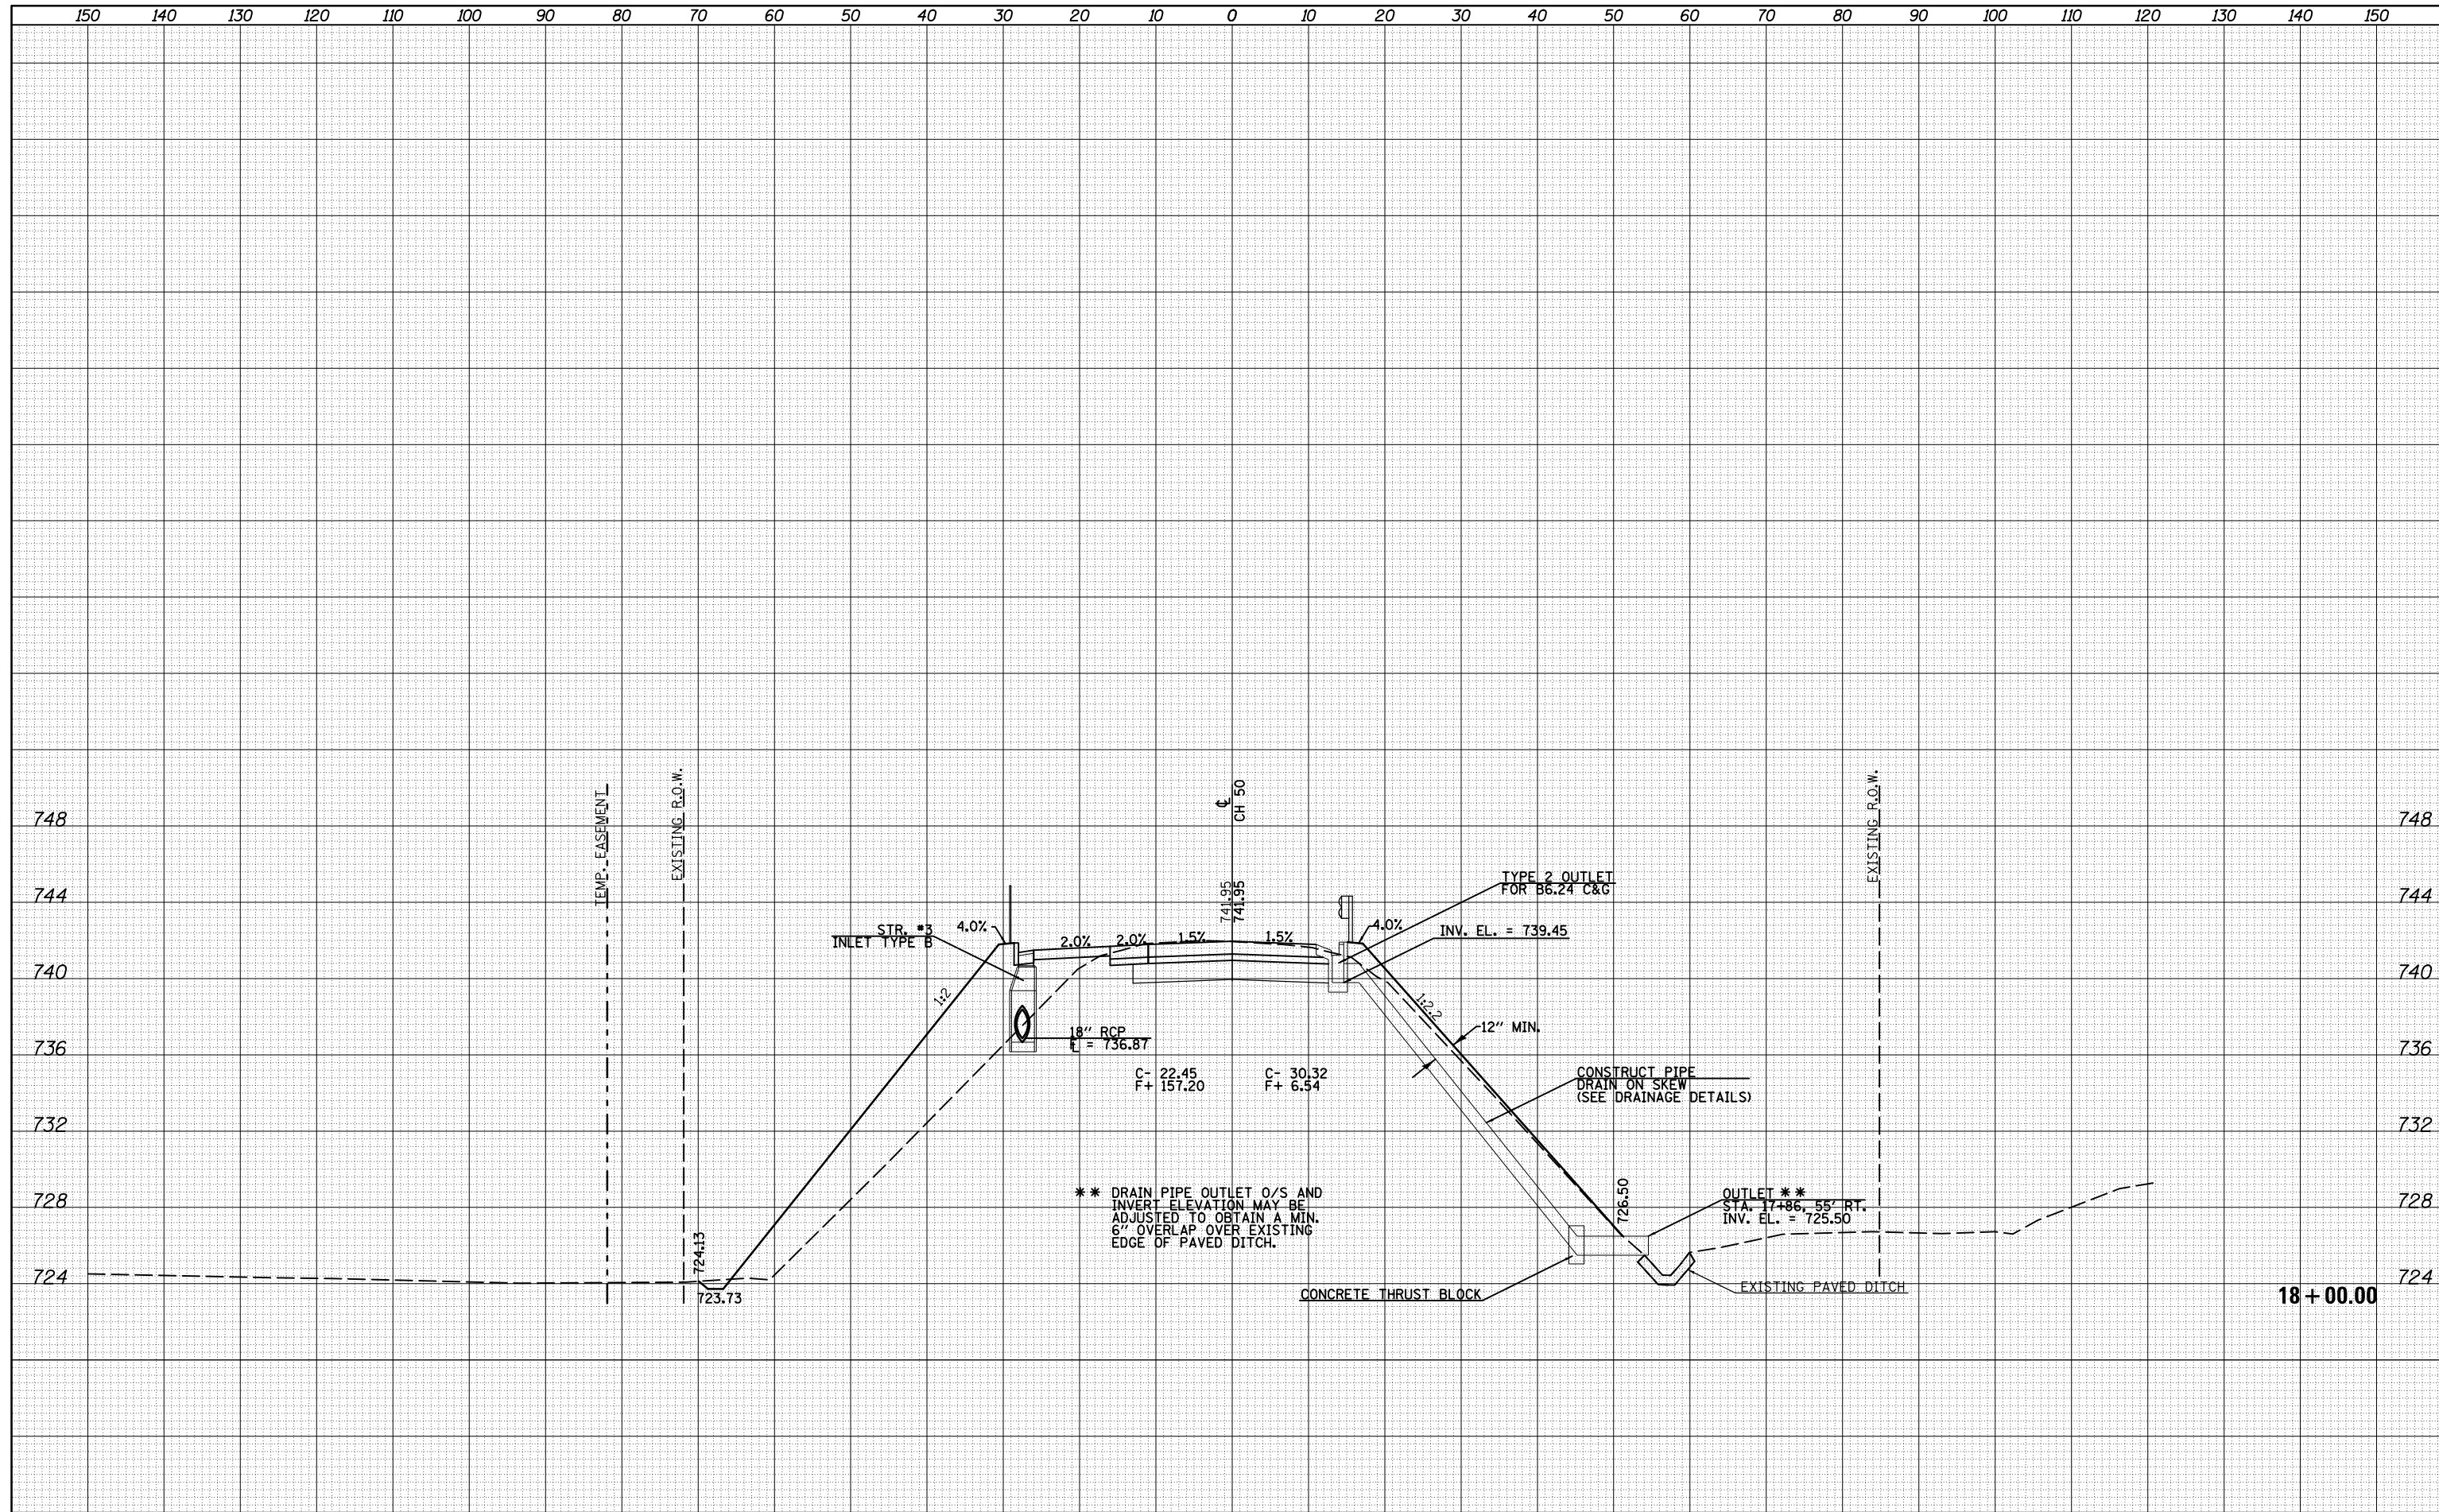 150 140 130 120 110 100 90 80 70 60 50 40 30 20 10 0 10 20 30 40 50 60 70 80 90 100 110 120 130 140 150
TEMP. EASEMENT
EXISTING R.O.W.
℄
CH 50
EXISTING R.O.W.
748 748
744 744
740 740
736 736
732 732
728 728
724 724
741.95
741.95
TYPE 2 OUTLET
FOR B6.24 C&G
STR. #3
INLET TYPE B
4.0%
2.0%
2.0%
1.5%
1.5%
4.0%
INV. EL. = 739.45
1:2
1:2.2
12" MIN.
18" RCP
= 736.87
C- 22.45
F+ 157.20
C- 30.32
F+ 6.54
CONSTRUCT PIPE
DRAIN ON SKEW
(SEE DRAINAGE DETAILS)
** DRAIN PIPE OUTLET O/S AND
INVERT ELEVATION MAY BE
ADJUSTED TO OBTAIN A MIN.
6" OVERLAP OVER EXISTING
EDGE OF PAVED DITCH.
726.50
OUTLET **
STA. 17+86, 55' RT.
INV. EL. = 725.50
724.13
723.73
CONCRETE THRUST BLOCK
EXISTING PAVED DITCH
18+00.00